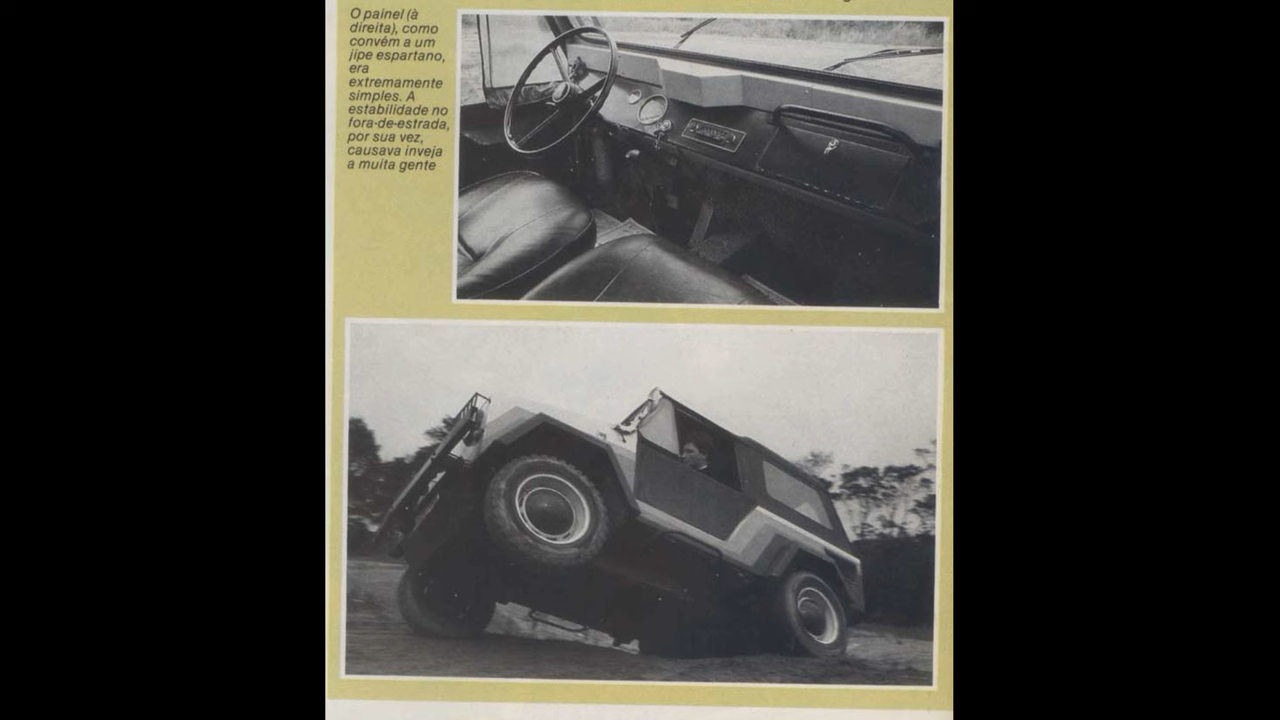 O painel (à
direita), como
convém a um
jipe espartano,
era
extremamente
simples. A
estabilidade no
fora-de-estrada,
por sua vez,
causava inveja
a muita gente